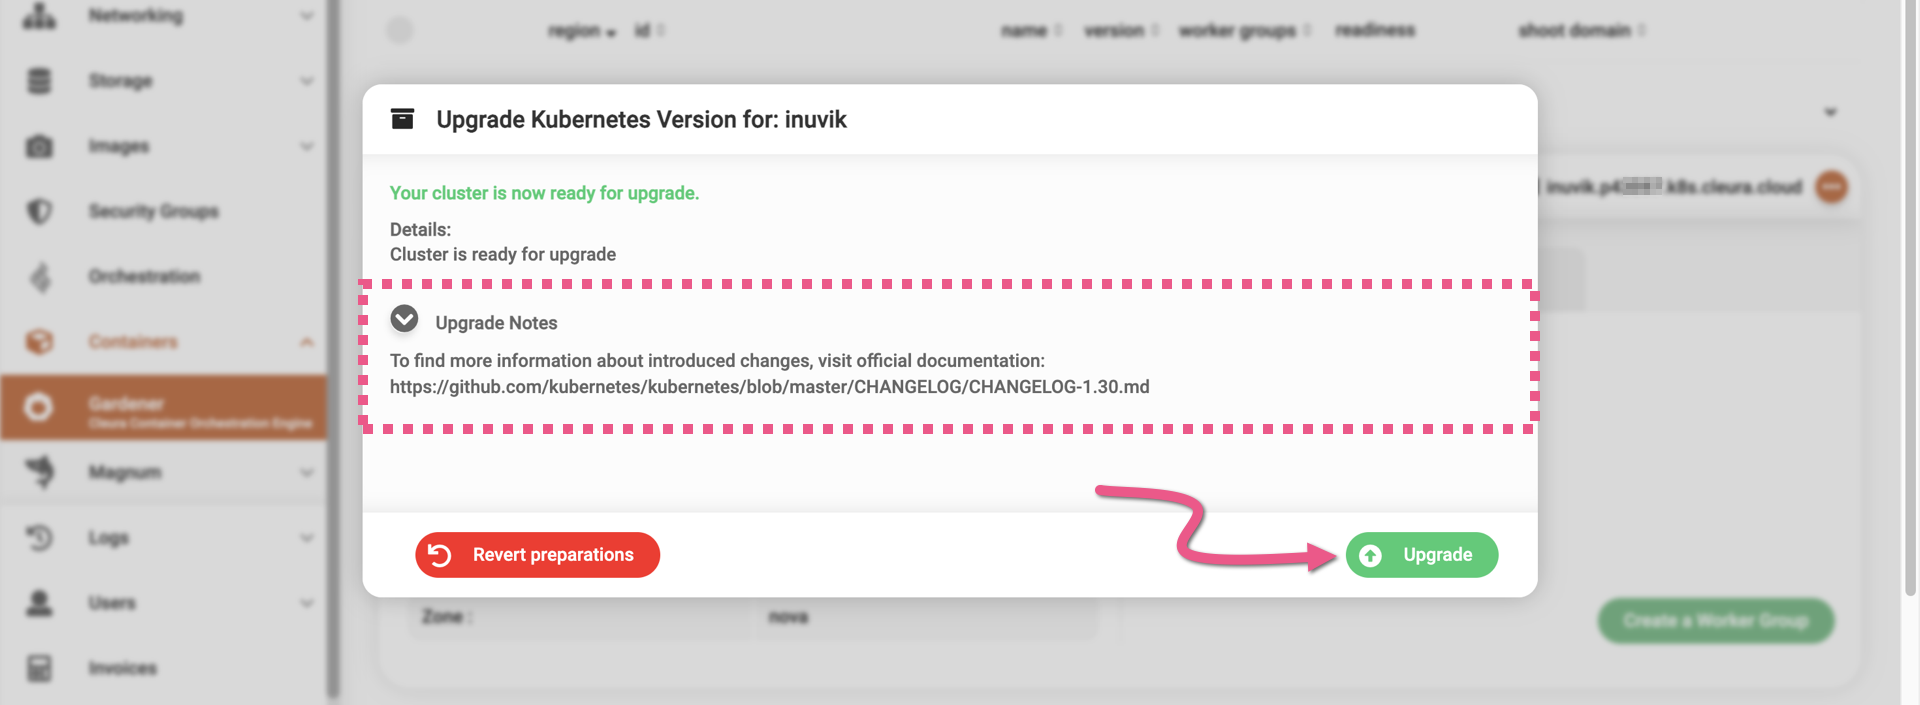 Networking
Storage
Images
Security Groups
Orchestration
Containers
Gardener
Cleura Container Orchestration Engine
Magnum
Logs
Users
Invoices
region id name version worker groups readiness shoot domain
Upgrade Kubernetes Version for: inuvik
Your cluster is now ready for upgrade.
Details:
Cluster is ready for upgrade
Upgrade Notes
To find more information about introduced changes, visit official documentation:
https://github.com/kubernetes/kubernetes/blob/master/CHANGELOG/CHANGELOG-1.30.md
Revert preparations
Upgrade
k8s.cleura.cloud
Zone : nova
Create a Worker Group